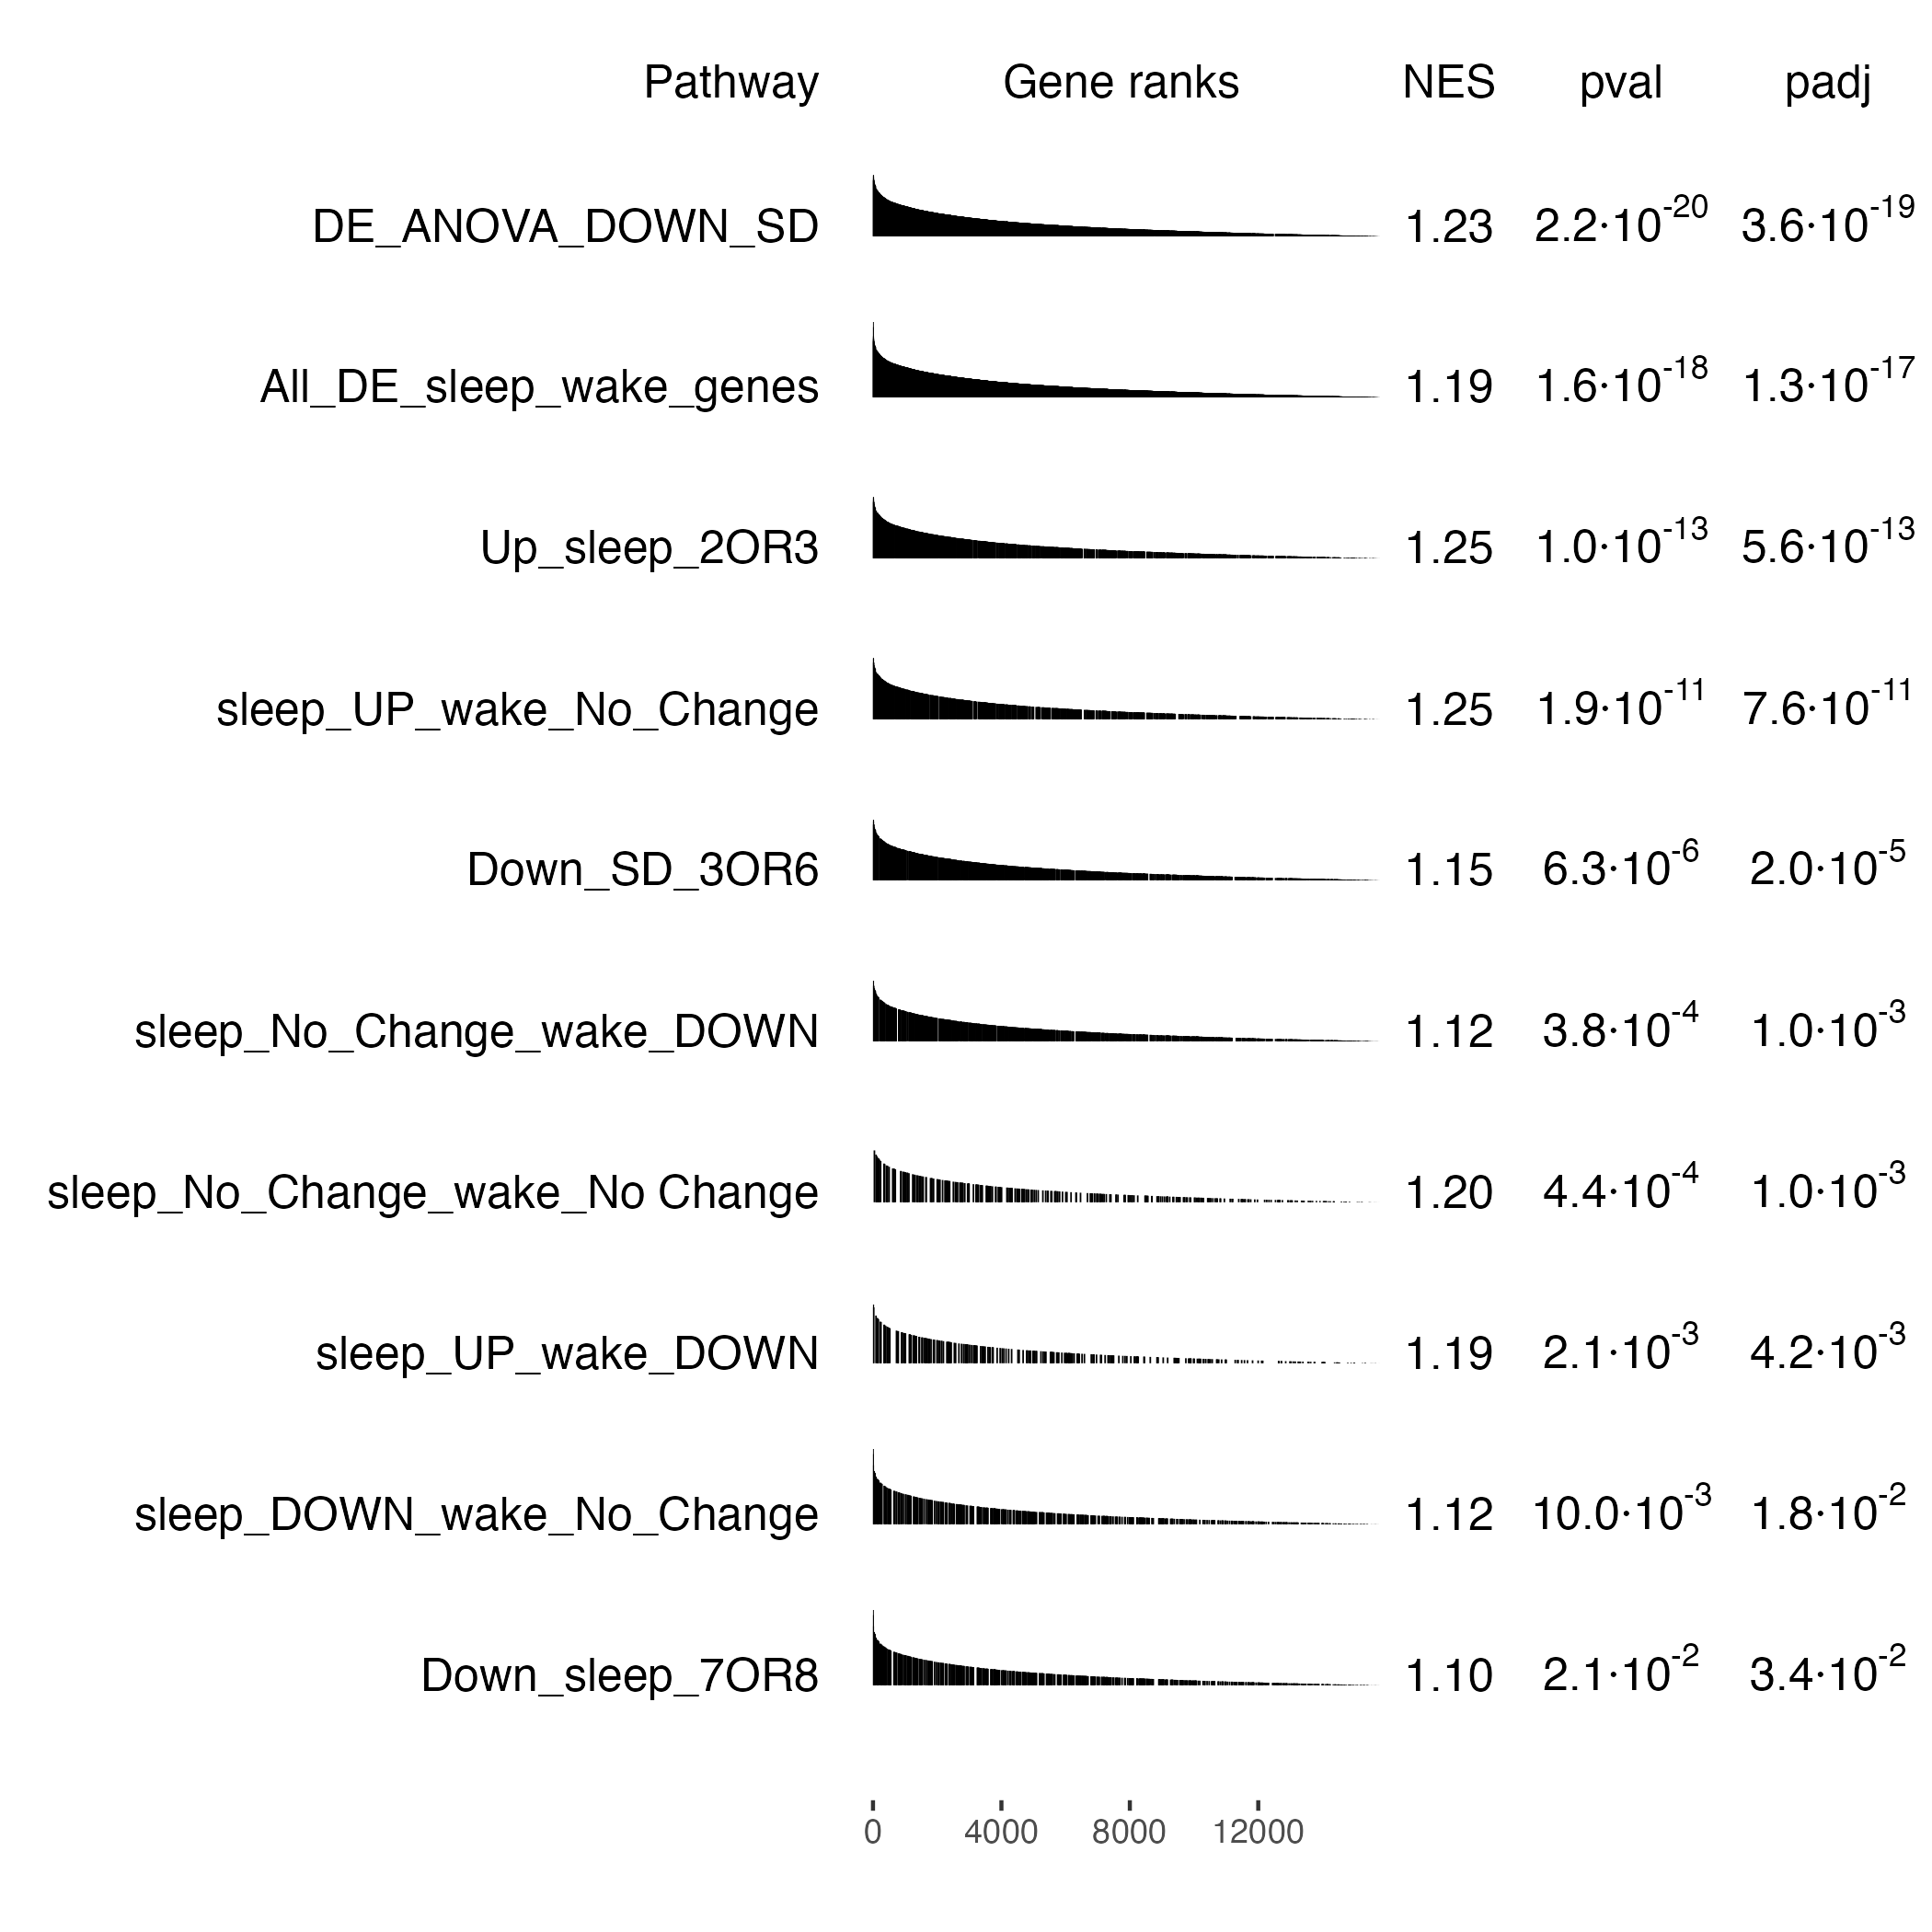 Pathway Gene ranks NES pval padj
DE_ANOVA_DOWN_SD 1.23 2.2·10^-20 3.6·10^-19
All_DE_sleep_wake_genes 1.19 1.6·10^-18 1.3·10^-17
Up_sleep_2OR3 1.25 1.0·10^-13 5.6·10^-13
sleep_UP_wake_No_Change 1.25 1.9·10^-11 7.6·10^-11
Down_SD_3OR6 1.15 6.3·10^-6 2.0·10^-5
sleep_No_Change_wake_DOWN 1.12 3.8·10^-4 1.0·10^-3
sleep_No_Change_wake_No Change 1.20 4.4·10^-4 1.0·10^-3
sleep_UP_wake_DOWN 1.19 2.1·10^-3 4.2·10^-3
sleep_DOWN_wake_No_Change 1.12 10.0·10^-3 1.8·10^-2
Down_sleep_7OR8 1.10 2.1·10^-2 3.4·10^-2
0 4000 8000 12000